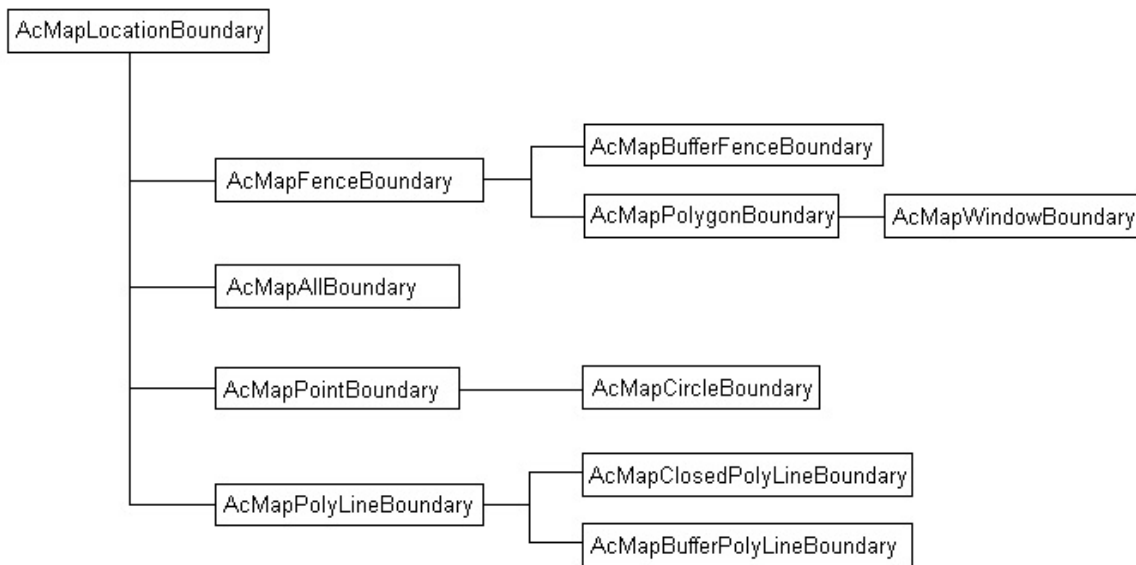 AcMapLocationBoundary
AcMapBufferFenceBoundary
AcMapFenceBoundary
AcMapPolygonBoundary
AcMapWindowBoundary
AcMapAllBoundary
AcMapPointBoundary
AcMapCircleBoundary
AcMapClosedPolyLineBoundary
AcMapPolyLineBoundary
AcMapBufferPolyLineBoundary